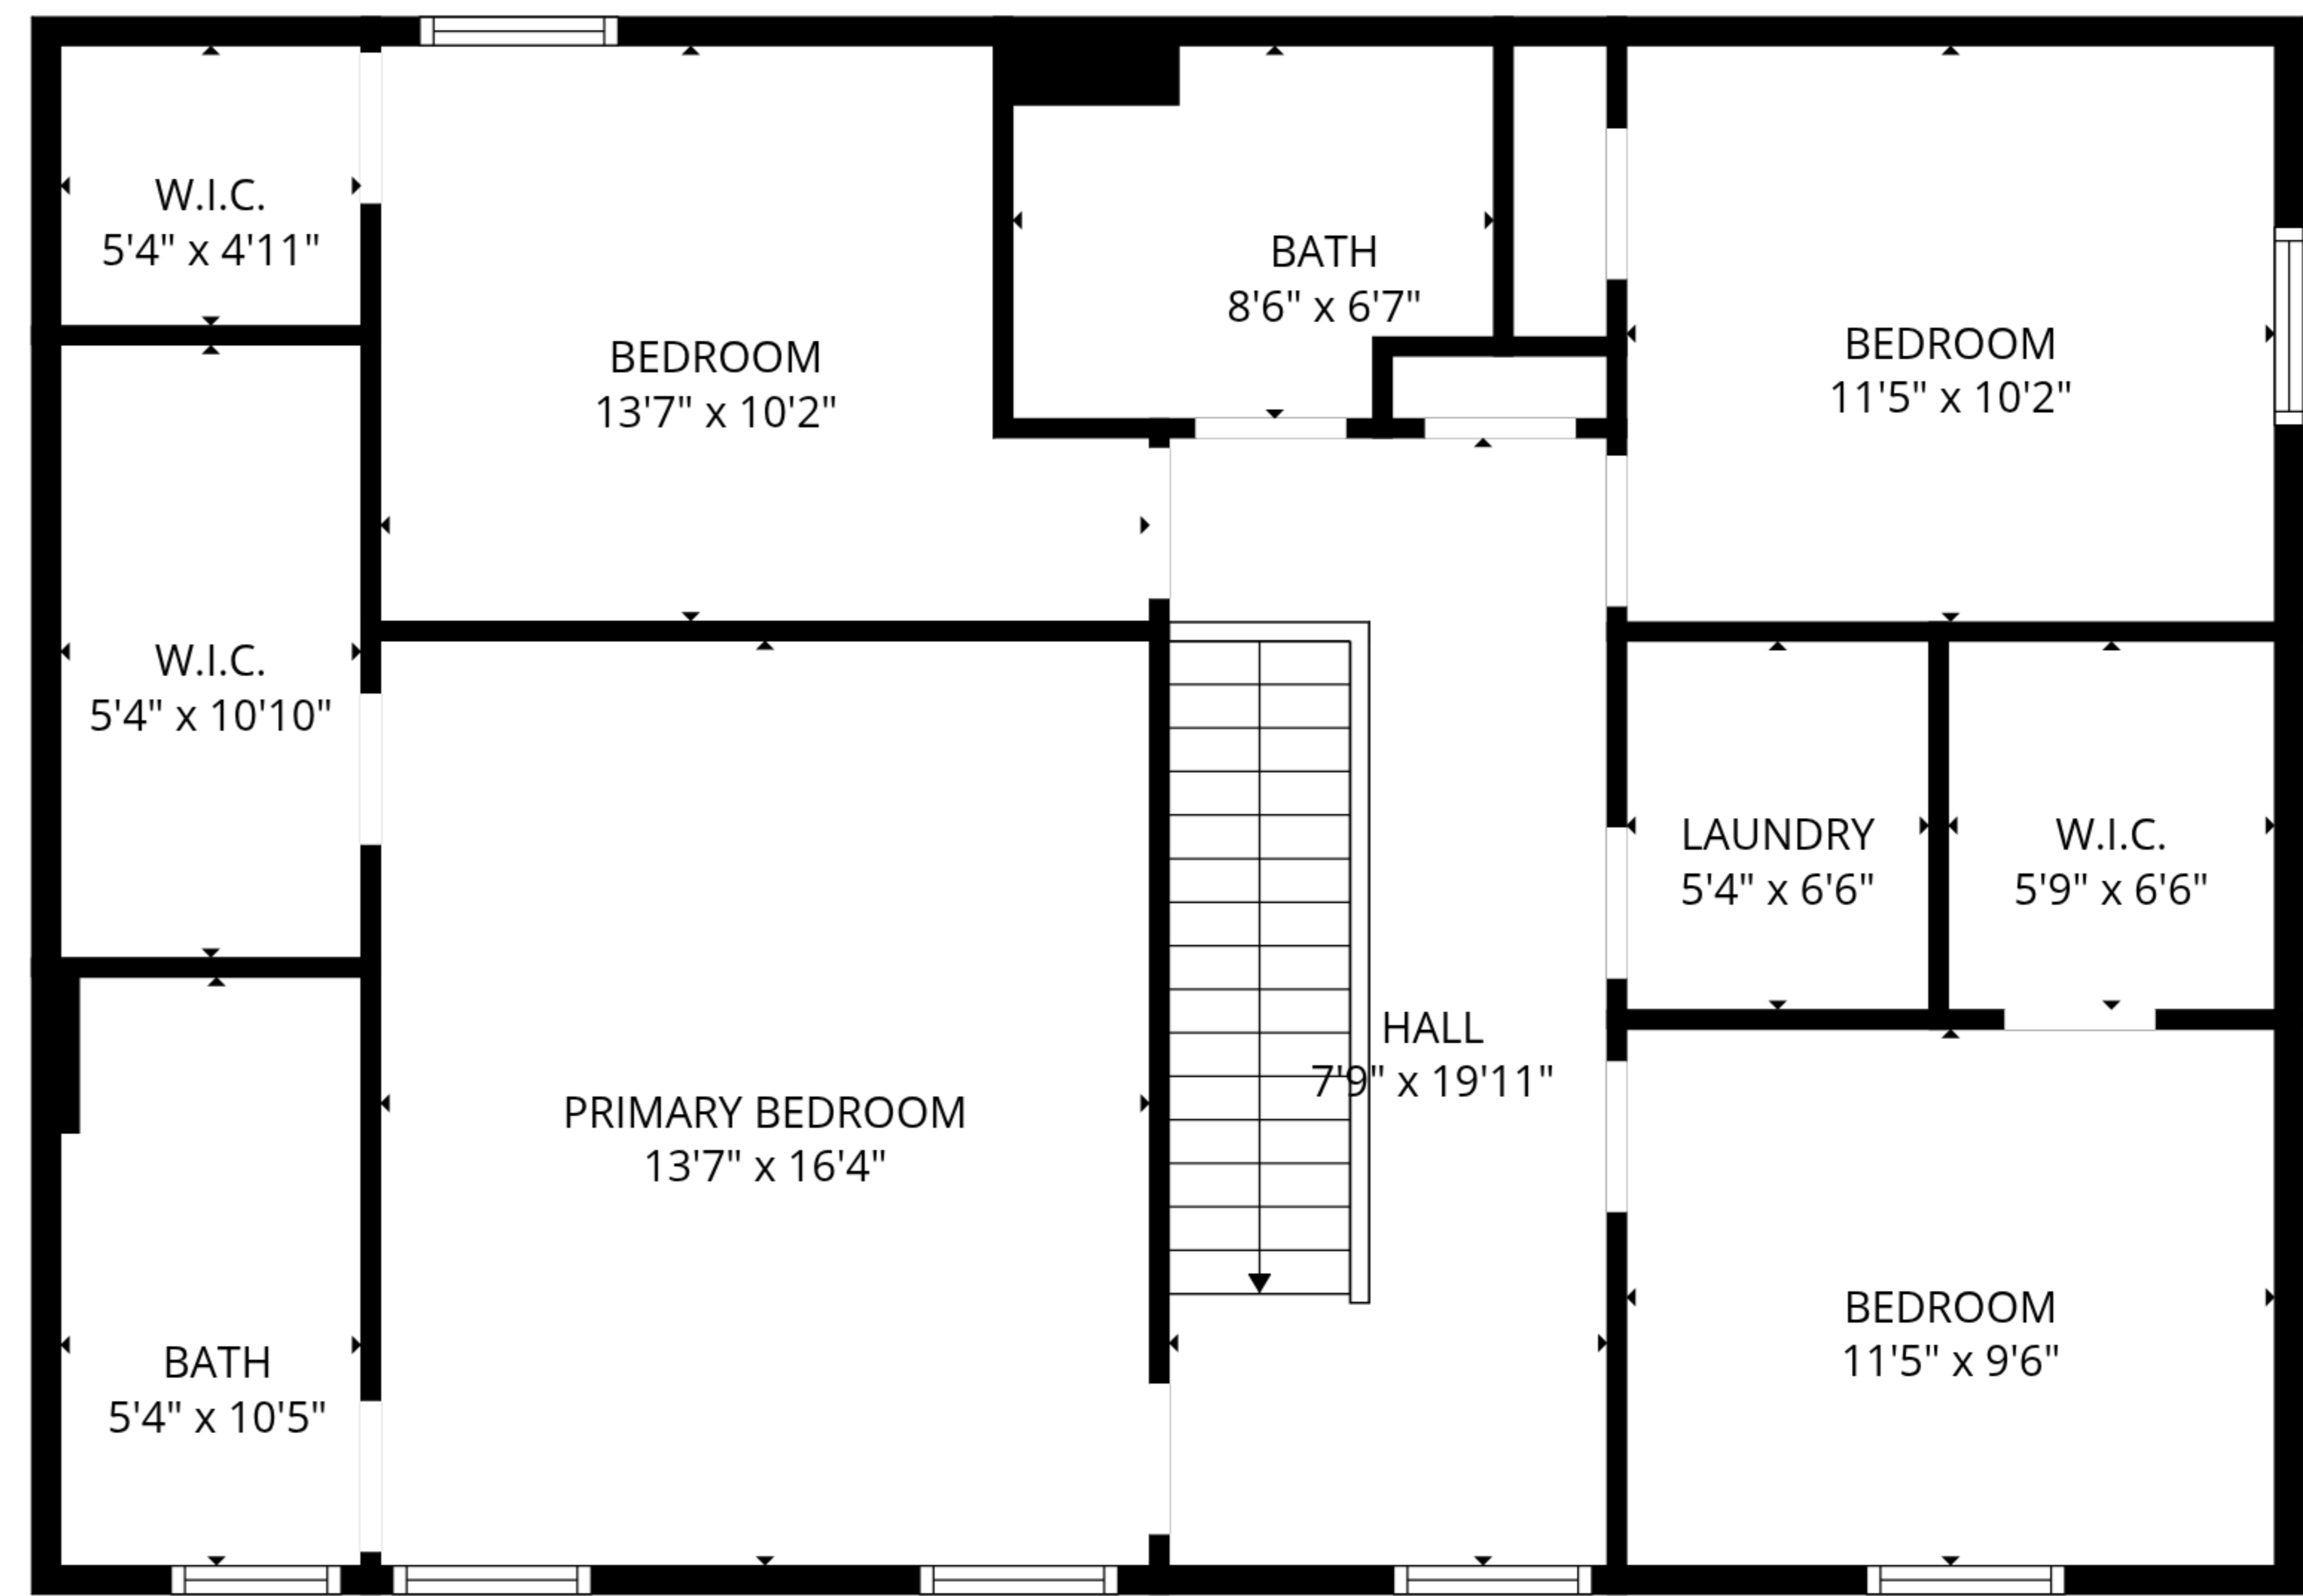 W.I.C.
5'4" x 4'11"
BEDROOM
13'7" x 10'2"
BATH
8'6" x 6'7"
BEDROOM
11'5" x 10'2"
W.I.C.
5'4" x 10'10"
LAUNDRY
5'4" x 6'6"
W.I.C.
5'9" x 6'6"
HALL
7'9" x 19'11"
PRIMARY BEDROOM
13'7" x 16'4"
BATH
5'4" x 10'5"
BEDROOM
11'5" x 9'6"